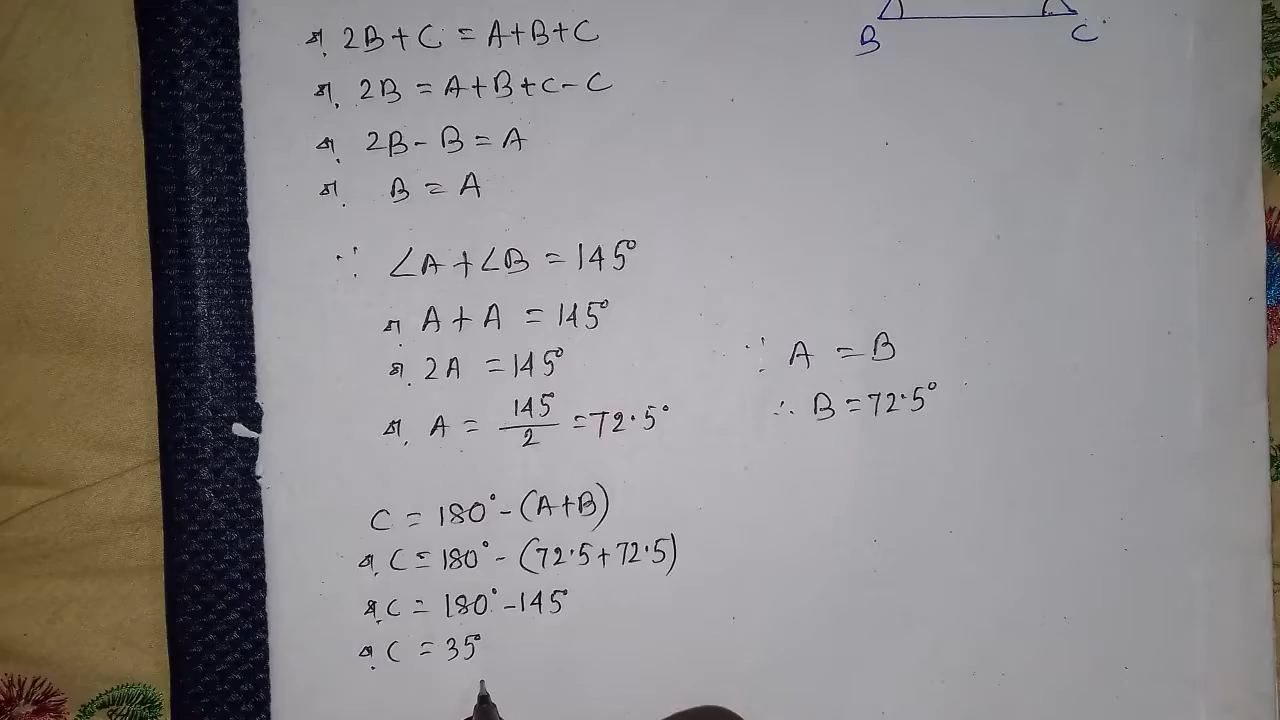 বা, 2B + C = A+B+C
বা, 2B = A+B+C-C
বা, 2B - B = A
বা, B = A
∵ ∠A+∠B = 145°
বা, A + A = 145°
বা, 2A = 145°
বা, A = 145/2 = 72.5°
∵ A = B
∴ B = 72.5°
C = 180° - (A+B)
বা, C = 180° - (72.5+72.5)
বা, C = 180° - 145°
বা, C = 35°
B
C